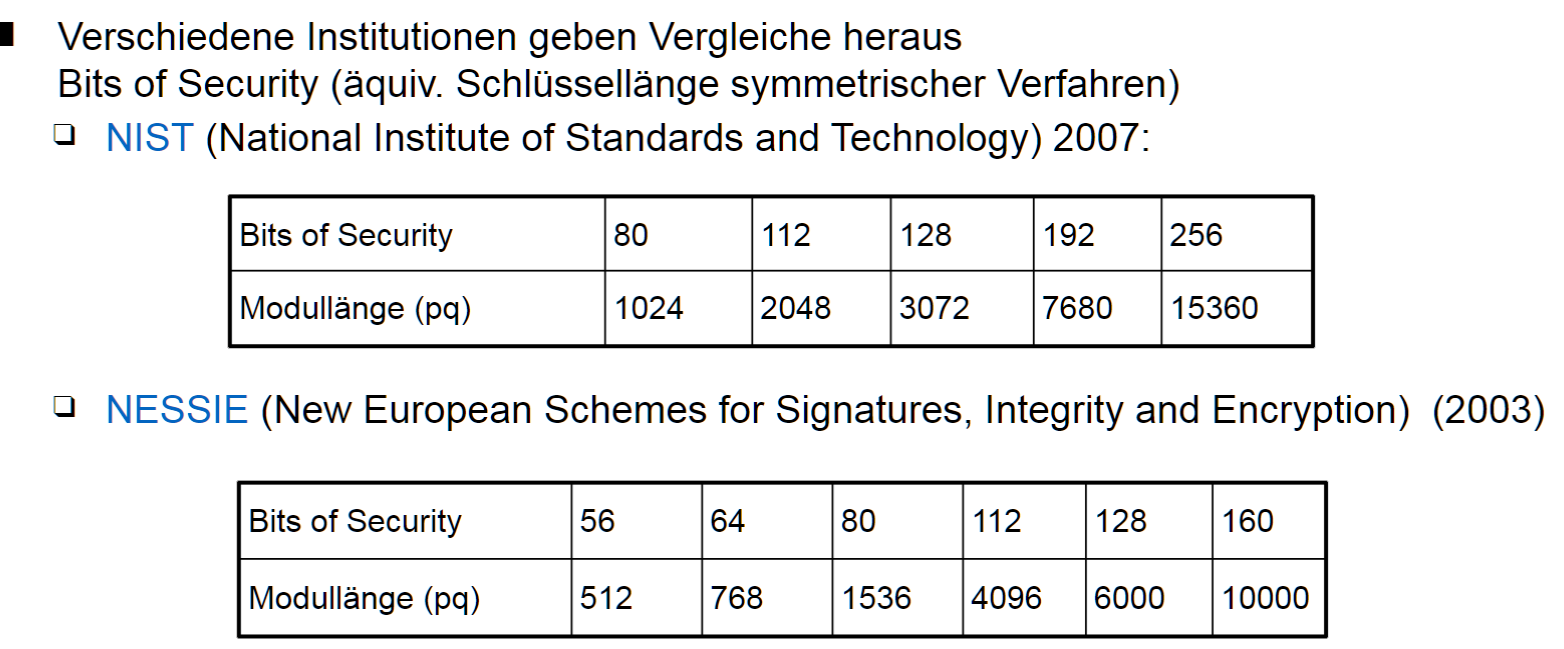 Verschiedene Institutionen geben Vergleiche heraus
Bits of Security (äquiv. Schlüssellänge symmetrischer Verfahren)
NIST (National Institute of Standards and Technology) 2007:
Bits of Security 80 112 128 192 256
Modullänge (pq) 1024 2048 3072 7680 15360
NESSIE (New European Schemes for Signatures, Integrity and Encryption) (2003)
Bits of Security 56 64 80 112 128 160
Modullänge (pq) 512 768 1536 4096 6000 10000